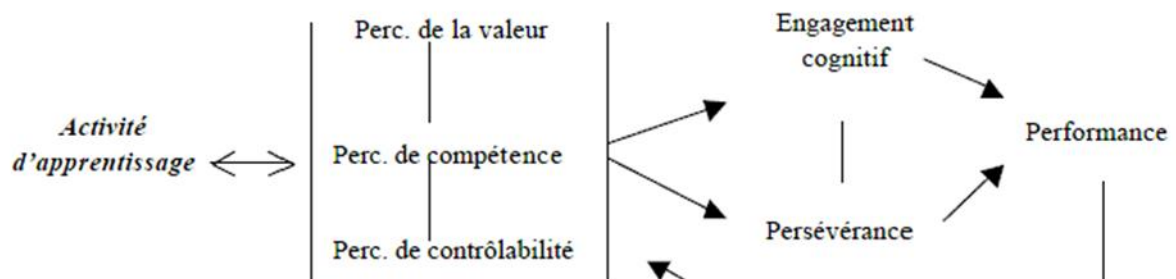 Perc. de la valeur
Engagement
cognitif
Activité
d'apprentissage
Perc. de compétence
Performance
Persévérance
Perc. de contrôlabilité